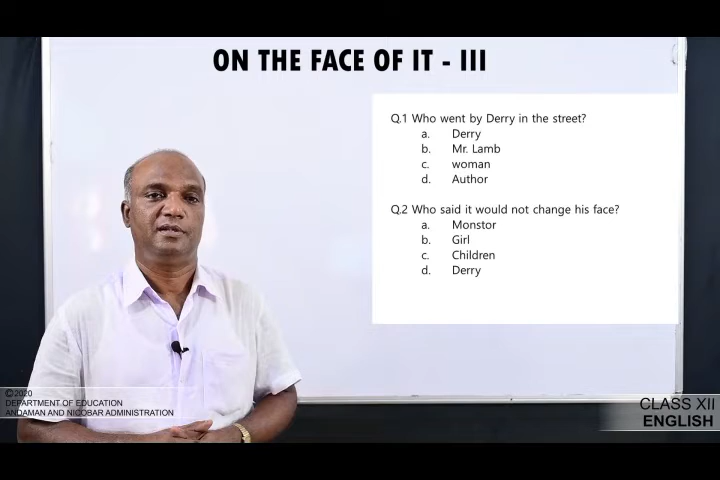 ON THE FACE OF IT - III
Q.1 Who went by Derry in the street?
a. Derry
b. Mr. Lamb
c. woman
d. Author
Q.2 Who said it would not change his face?
a. Monstor
b. Girl
c. Children
d. Derry
©2020
DEPARTMENT OF EDUCATION
ANDAMAN AND NICOBAR ADMINISTRATION
CLASS XII
ENGLISH